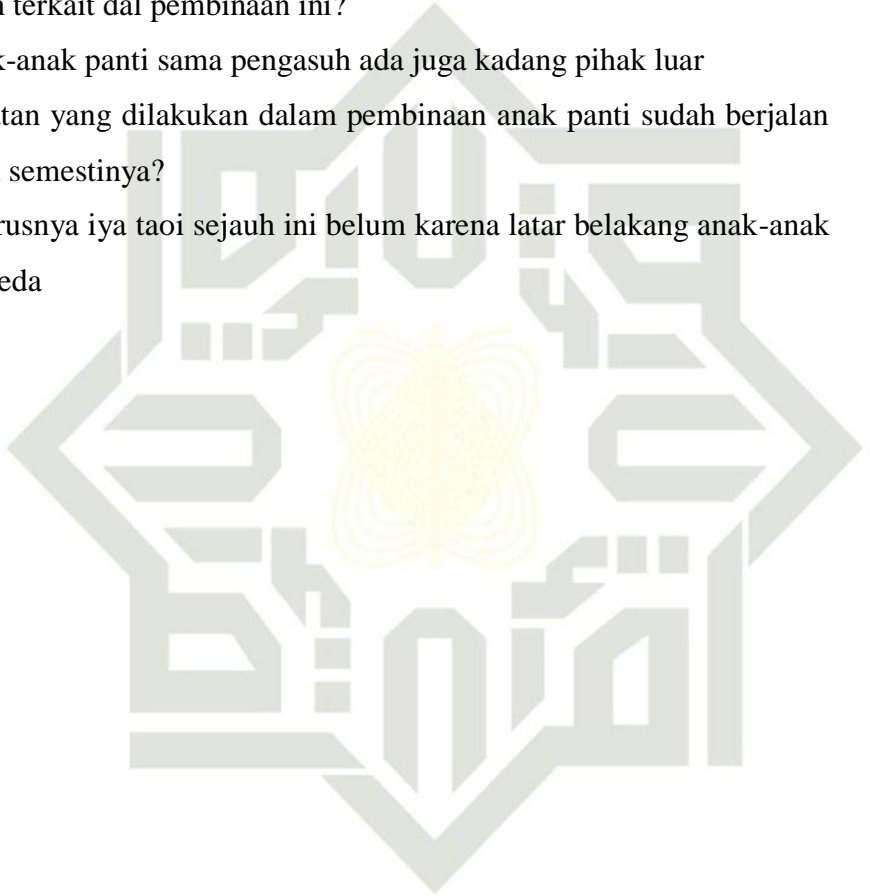 terkait dal pembinaan ini?
k-anak panti sama pengasuh ada juga kadang pihak luar
tan yang dilakukan dalam pembinaan anak panti sudah berjalan
semestinya?
rusnya iya taoi sejauh ini belum karena latar belakang anak-anak
eda